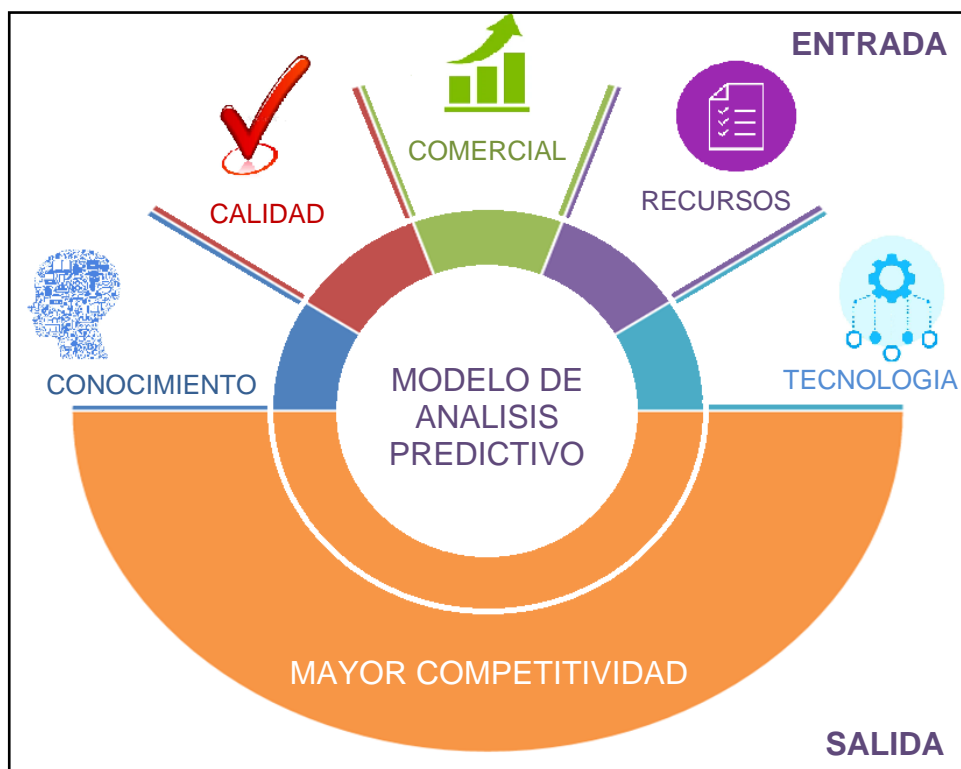 ENTRADA
COMERCIAL
CALIDAD
RECURSOS
CONOCIMIENTO
TECNOLOGIA
MODELO DE
ANALISIS
PREDICTIVO
MAYOR COMPETITIVIDAD
SALIDA